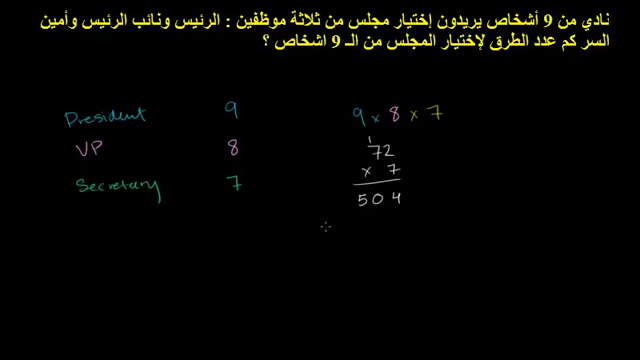 نادي من 9 أشخاص يريدون إختيار مجلس من ثلاثة موظفين : الرئيس ونائب الرئيس وأمين
السر كم عدد الطرق لإختيار المجلس من الـ 9 اشخاص ؟
President 9 9 x 8 x 7
VP 8 1
72
x 7
Secretary 7 504